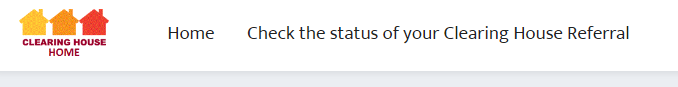 CLEARING HOUSE
HOME
Home
Check the status of your Clearing House Referral